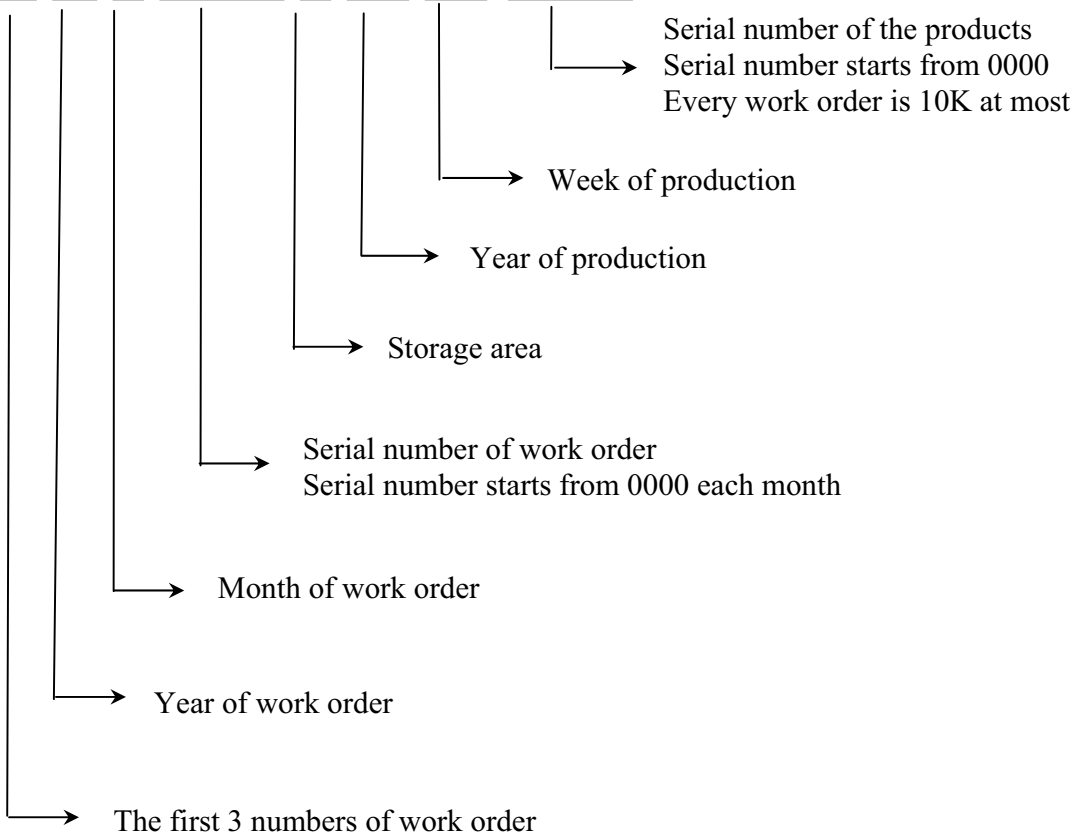 Serial number of the products
Serial number starts from 0000
Every work order is 10K at most
Week of production
Year of production
Storage area
Serial number of work order
Serial number starts from 0000 each month
Month of work order
Year of work order
The first 3 numbers of work order